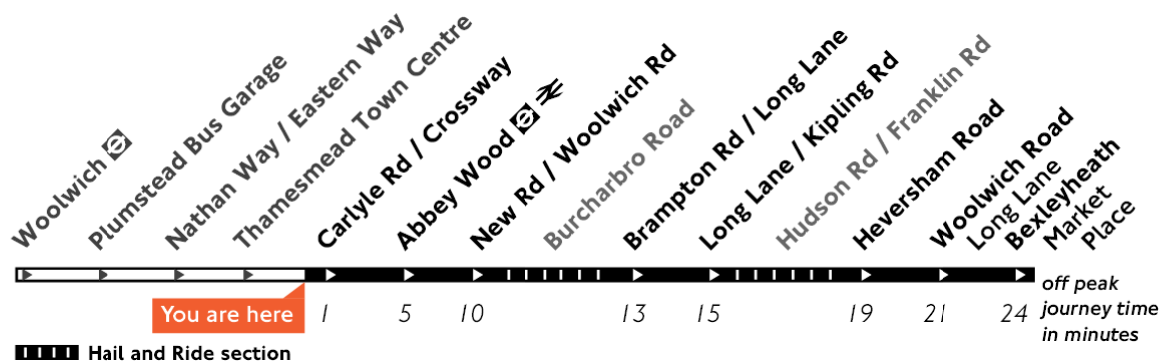 Woolwich
Plumstead Bus Garage
Nathan Way / Eastern Way
Thamesmead Town Centre
Carlyle Rd / Crossway
Abbey Wood
New Rd / Woolwich Rd
Burcharbro Road
Brampton Rd / Long Lane
Long Lane / Kipling Rd
Hudson Rd / Franklin Rd
Heversham Road
Woolwich Road
Long Lane
Bexleyheath
Market
Place
You are here
1 5 10 13 15 19 21 24
off peak
journey time
in minutes
Hail and Ride section